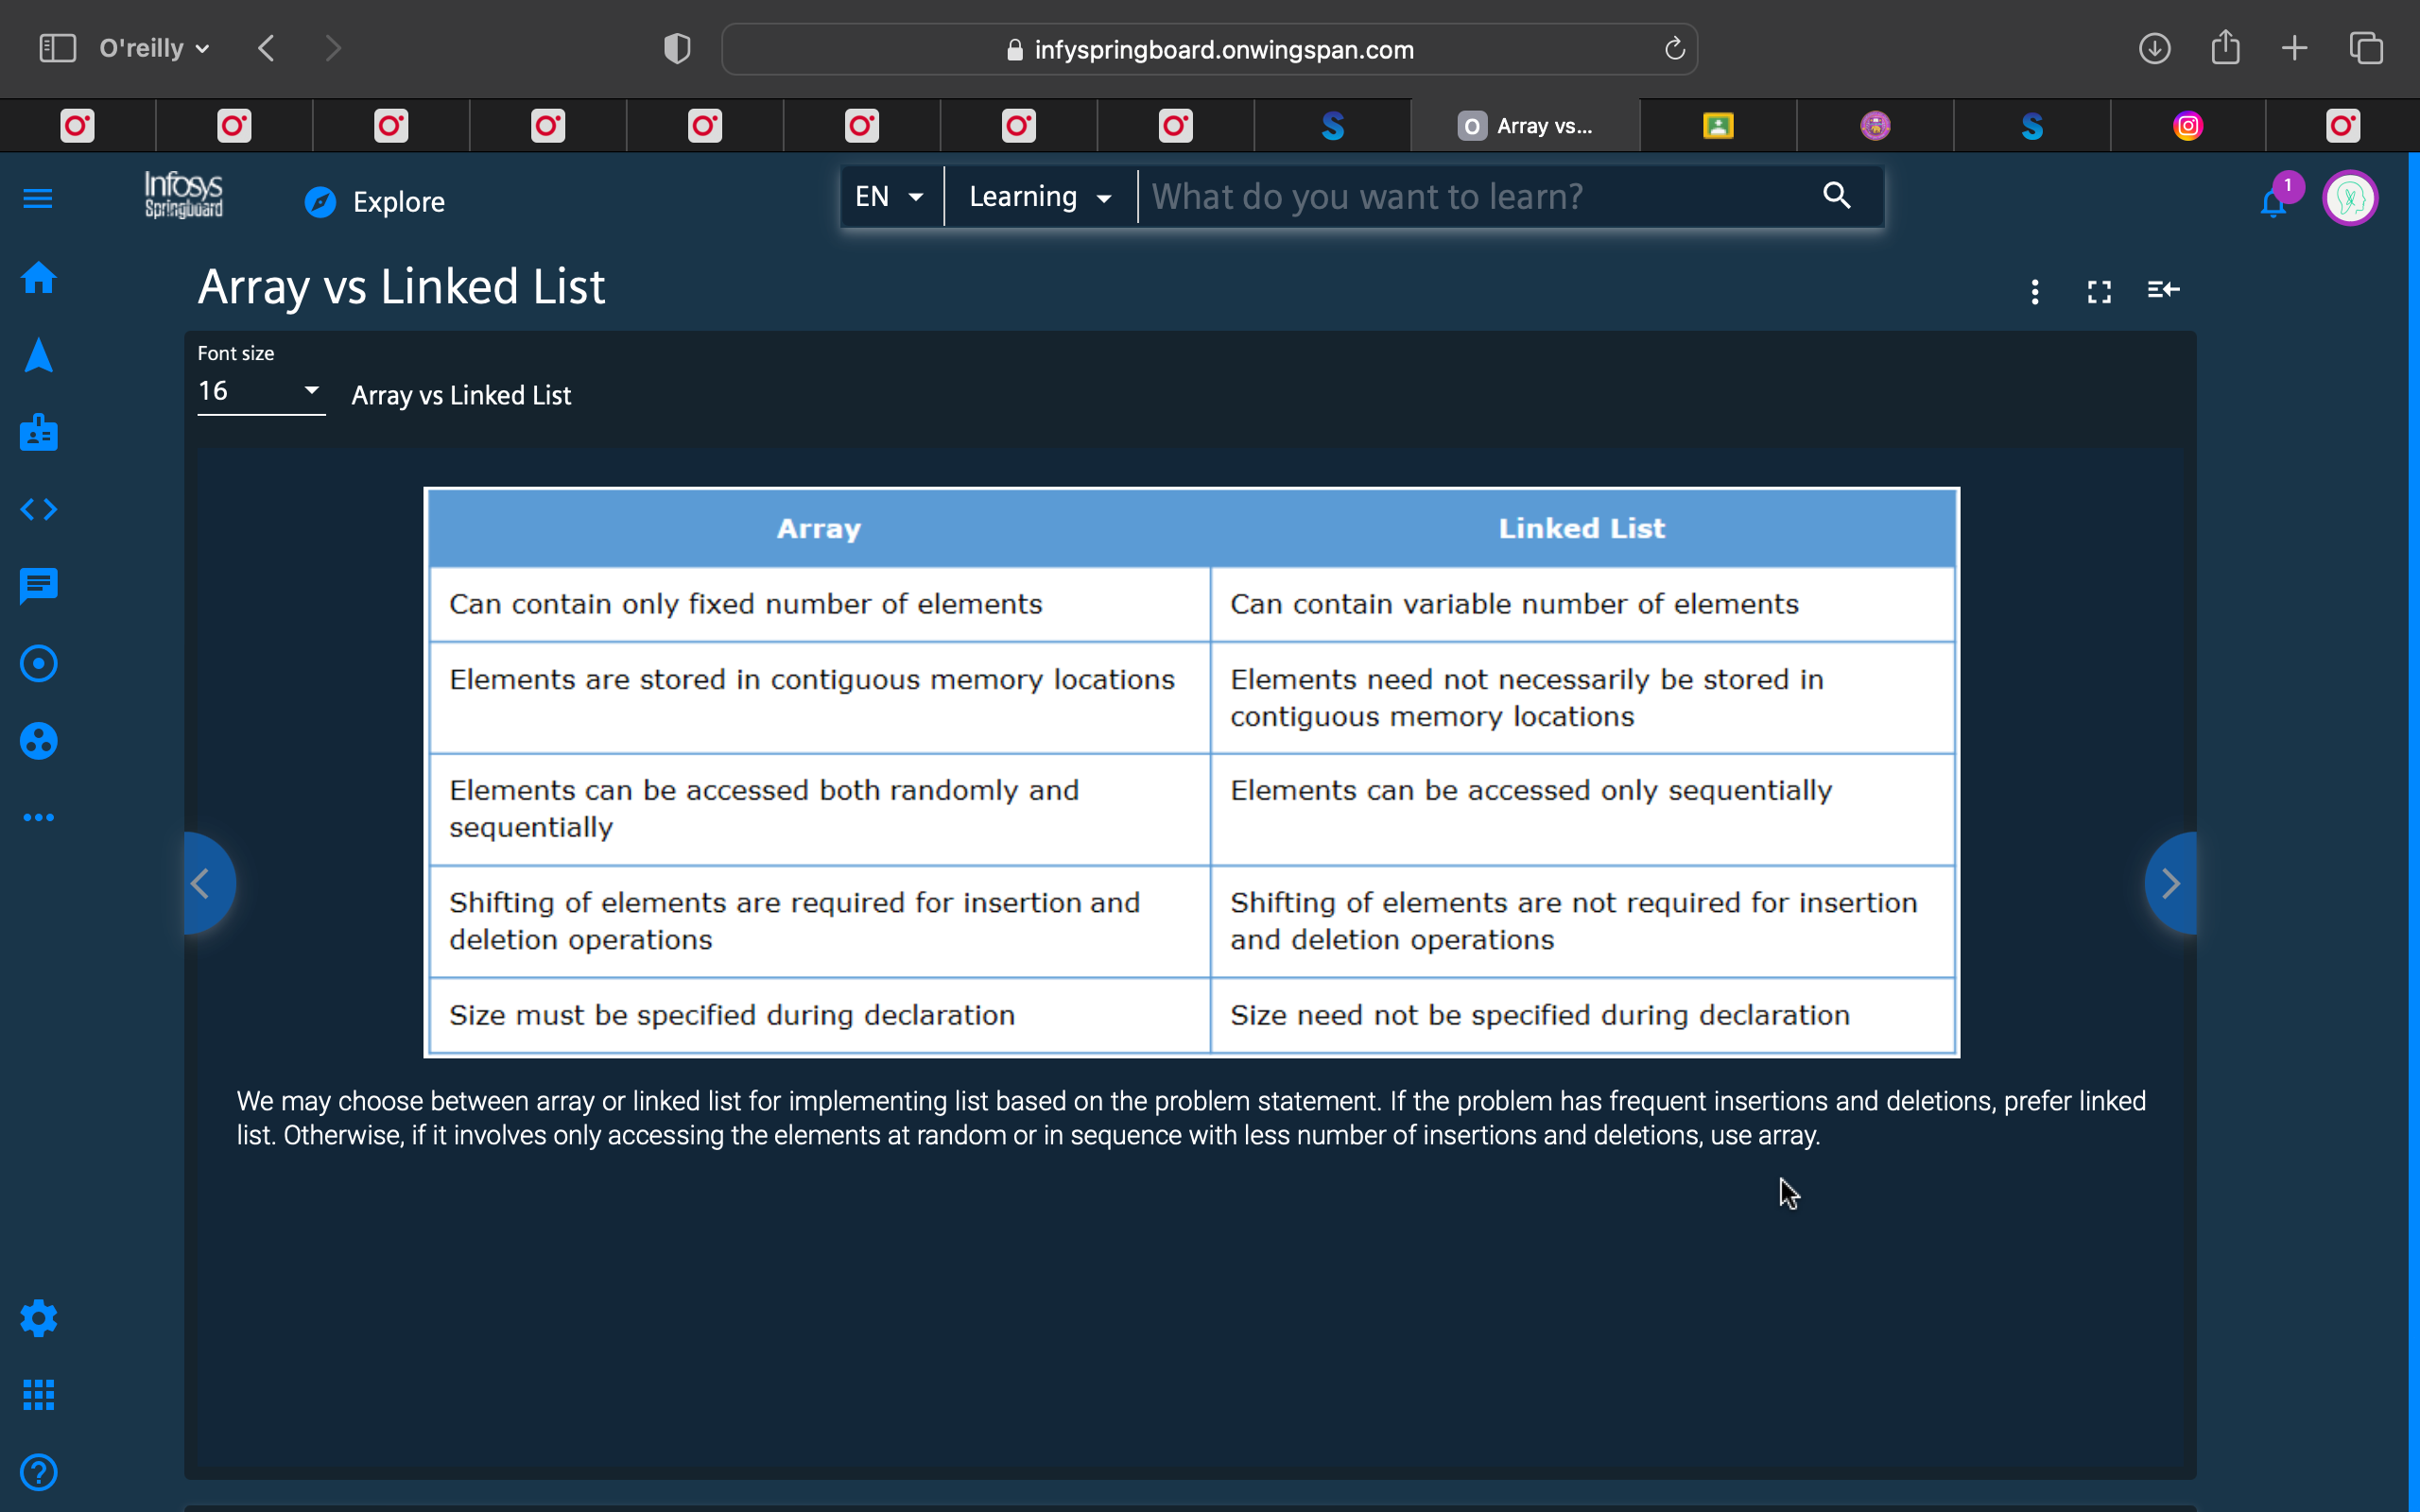 O'reilly
infyspringboard.onwingspan.com
Array vs...
Infosys
Springboard
Explore
EN
Learning
What do you want to learn?
1
Array vs Linked List
Font size
16
Array vs Linked List
Array
Linked List
Can contain only fixed number of elements
Can contain variable number of elements
Elements are stored in contiguous memory locations
Elements need not necessarily be stored in
contiguous memory locations
Elements can be accessed both randomly and
sequentially
Elements can be accessed only sequentially
Shifting of elements are required for insertion and
deletion operations
Shifting of elements are not required for insertion
and deletion operations
Size must be specified during declaration
Size need not be specified during declaration
We may choose between array or linked list for implementing list based on the problem statement. If the problem has frequent insertions and deletions, prefer linked
list. Otherwise, if it involves only accessing the elements at random or in sequence with less number of insertions and deletions, use array.